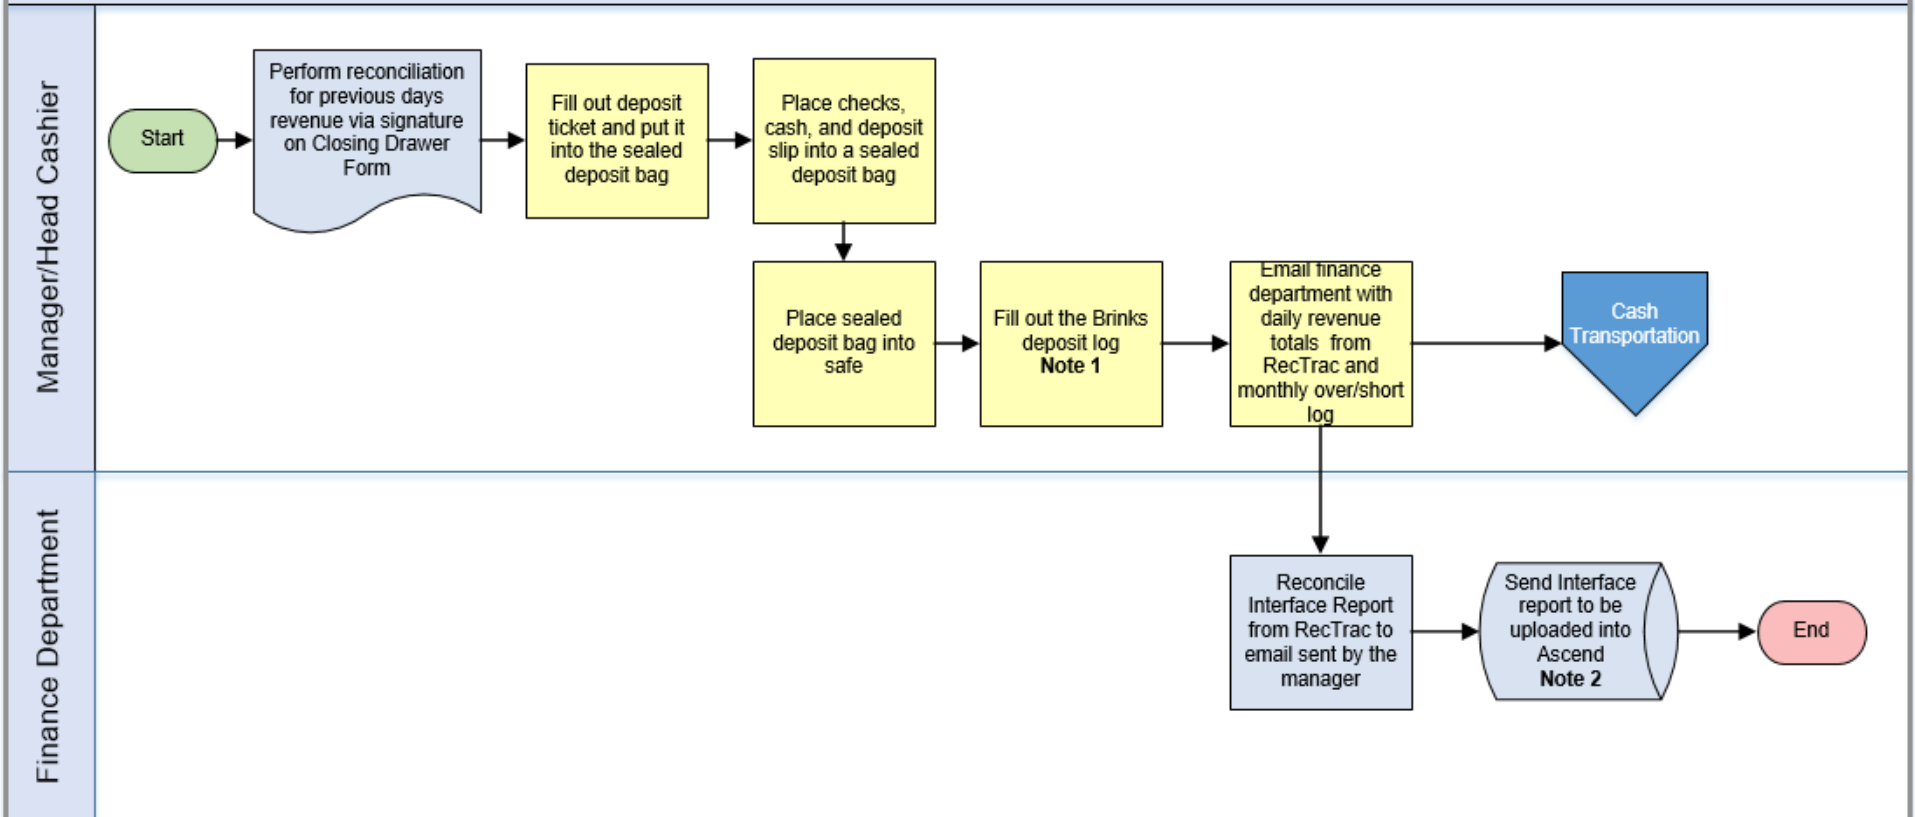 Manager/Head Cashier
Start
Perform reconciliation
for previous days
revenue via signature
on Closing Drawer
Form
Fill out deposit
ticket and put it
into the sealed
deposit bag
Place checks,
cash, and deposit
slip into a sealed
deposit bag
Place sealed
deposit bag into
safe
Fill out the Brinks
deposit log
Note 1
Email finance
department with
daily revenue
totals from
RecTrac and
monthly over/short
log
Cash
Transportation
Finance Department
Reconcile
Interface Report
from RecTrac to
email sent by the
manager
Send Interface
report to be
uploaded into
Ascend
Note 2
End